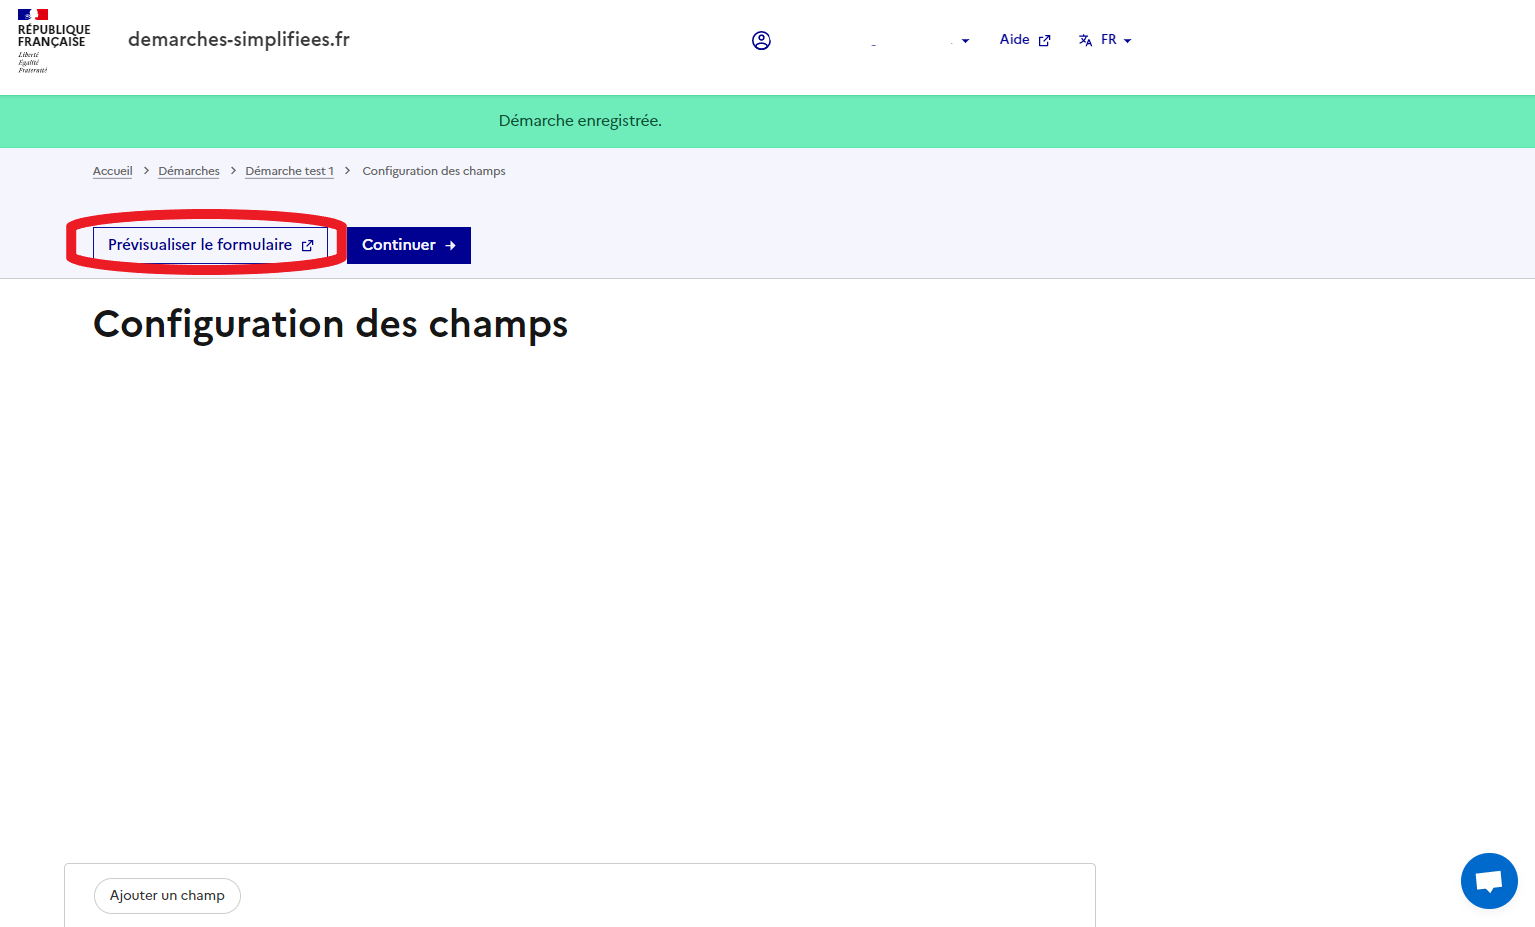 RÉPUBLIQUE
FRANÇAISE
Liberté
Égalité
Fraternité
demarches-simplifiees.fr
Aide
FR
Démarche enregistrée.
Accueil > Démarches > Démarche test 1 > Configuration des champs
Prévisualiser le formulaire
Continuer →
Configuration des champs
Ajouter un champ